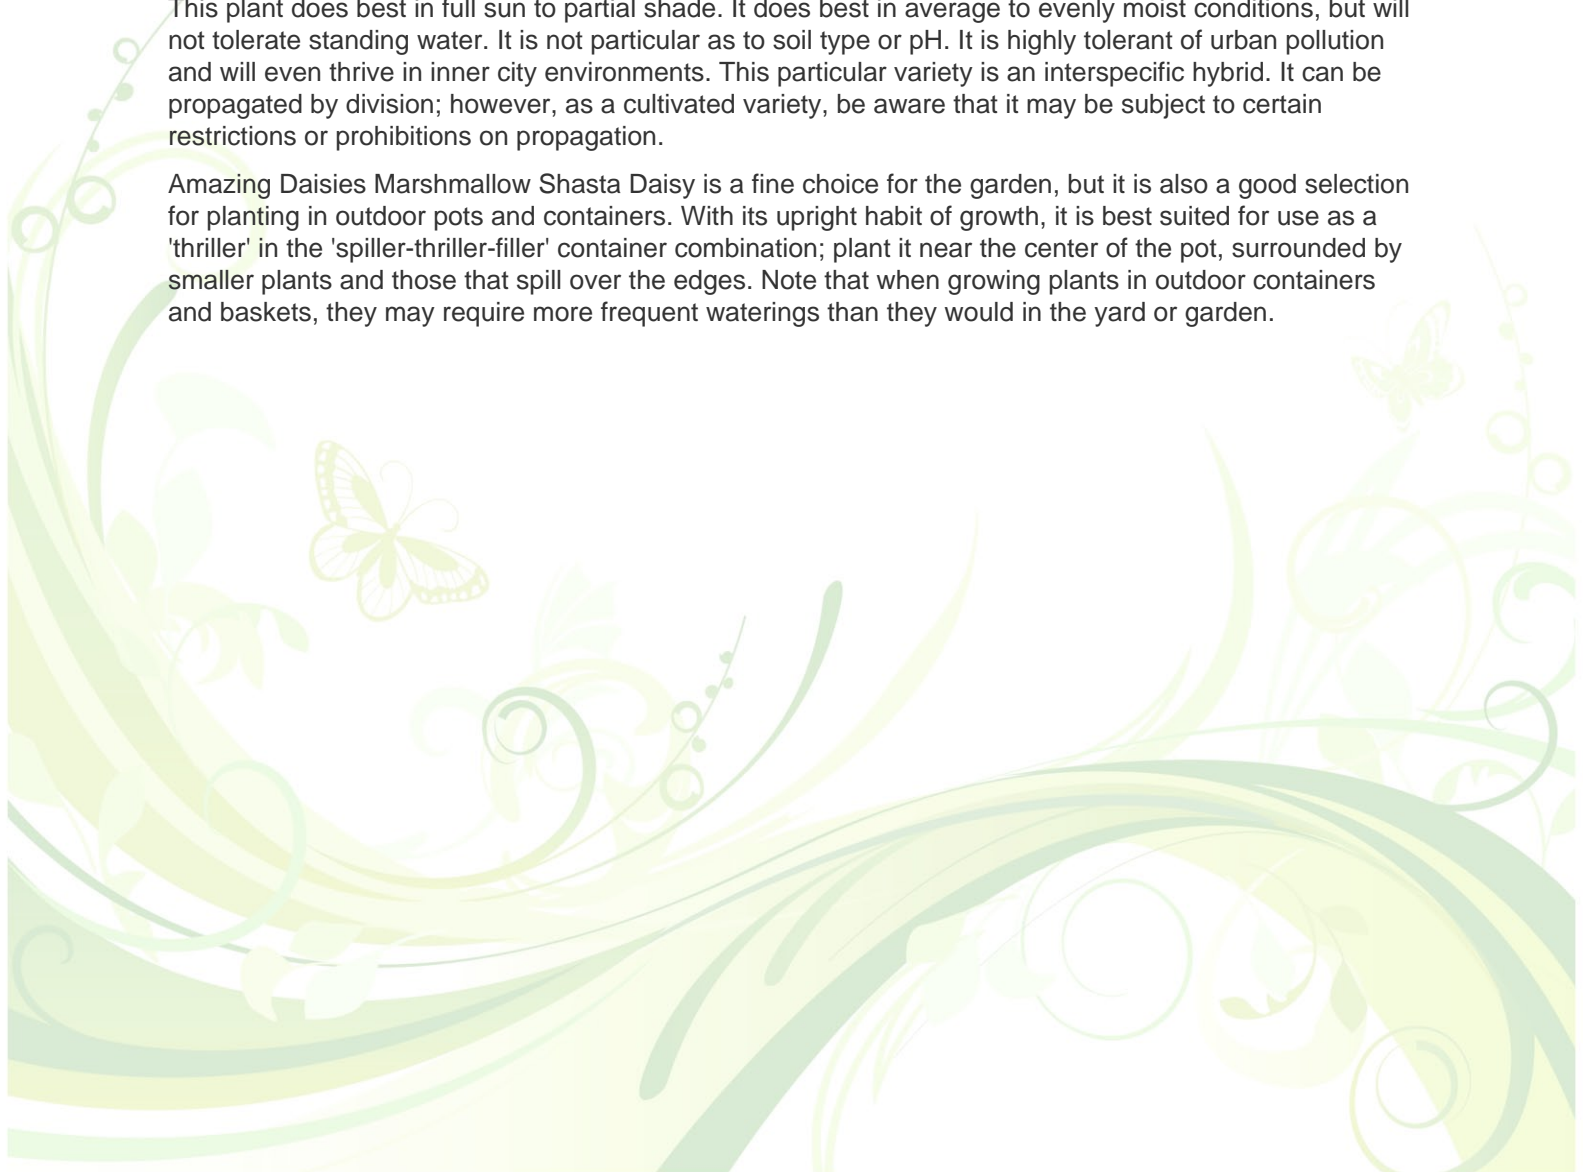 This plant does best in full sun to partial shade. It does best in average to evenly moist conditions, but will
not tolerate standing water. It is not particular as to soil type or pH. It is highly tolerant of urban pollution
and will even thrive in inner city environments. This particular variety is an interspecific hybrid. It can be
propagated by division; however, as a cultivated variety, be aware that it may be subject to certain
restrictions or prohibitions on propagation.
Amazing Daisies Marshmallow Shasta Daisy is a fine choice for the garden, but it is also a good selection
for planting in outdoor pots and containers. With its upright habit of growth, it is best suited for use as a
'thriller' in the 'spiller-thriller-filler' container combination; plant it near the center of the pot, surrounded by
smaller plants and those that spill over the edges. Note that when growing plants in outdoor containers
and baskets, they may require more frequent waterings than they would in the yard or garden.